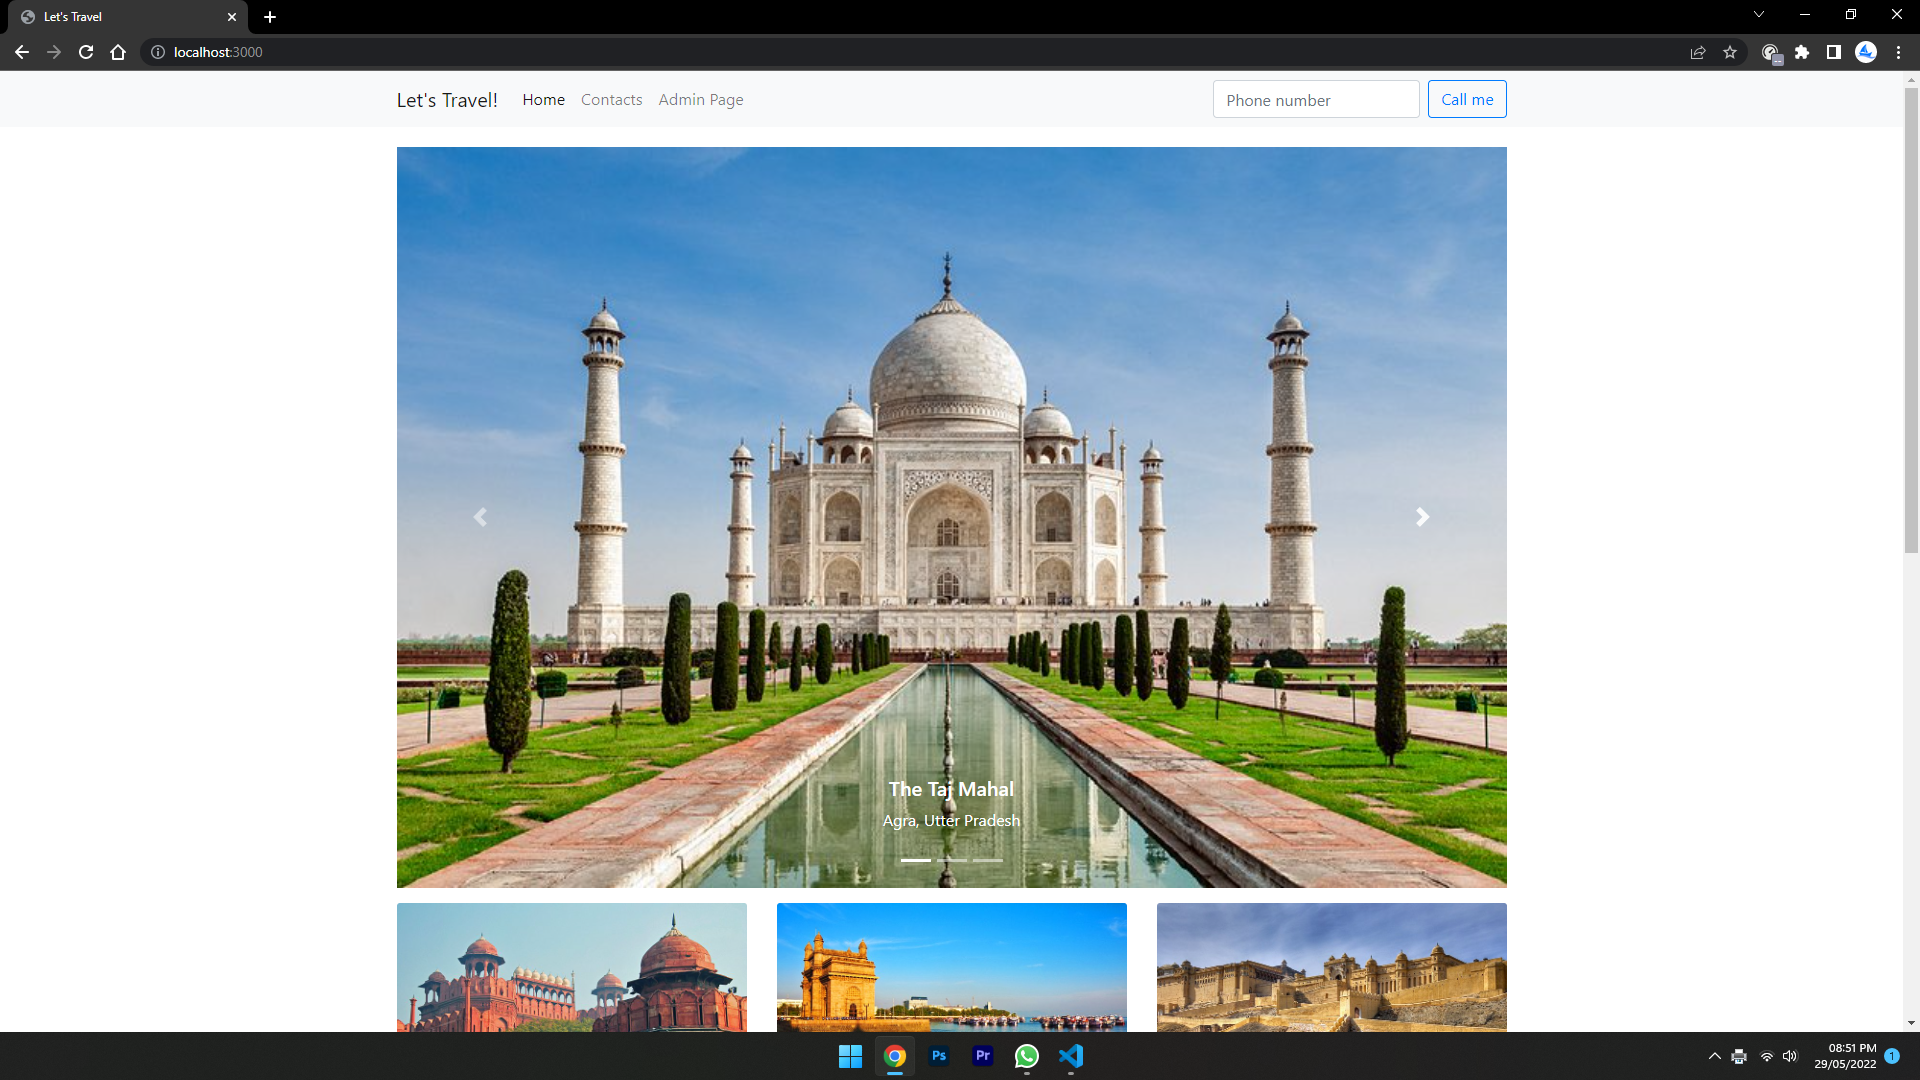 Let's Travel
localhost:3000
Let's Travel! Home Contacts Admin Page Phone number Call me
The Taj Mahal
Agra, Utter Pradesh
Ps Pr
08:51 PM
29/05/2022
1